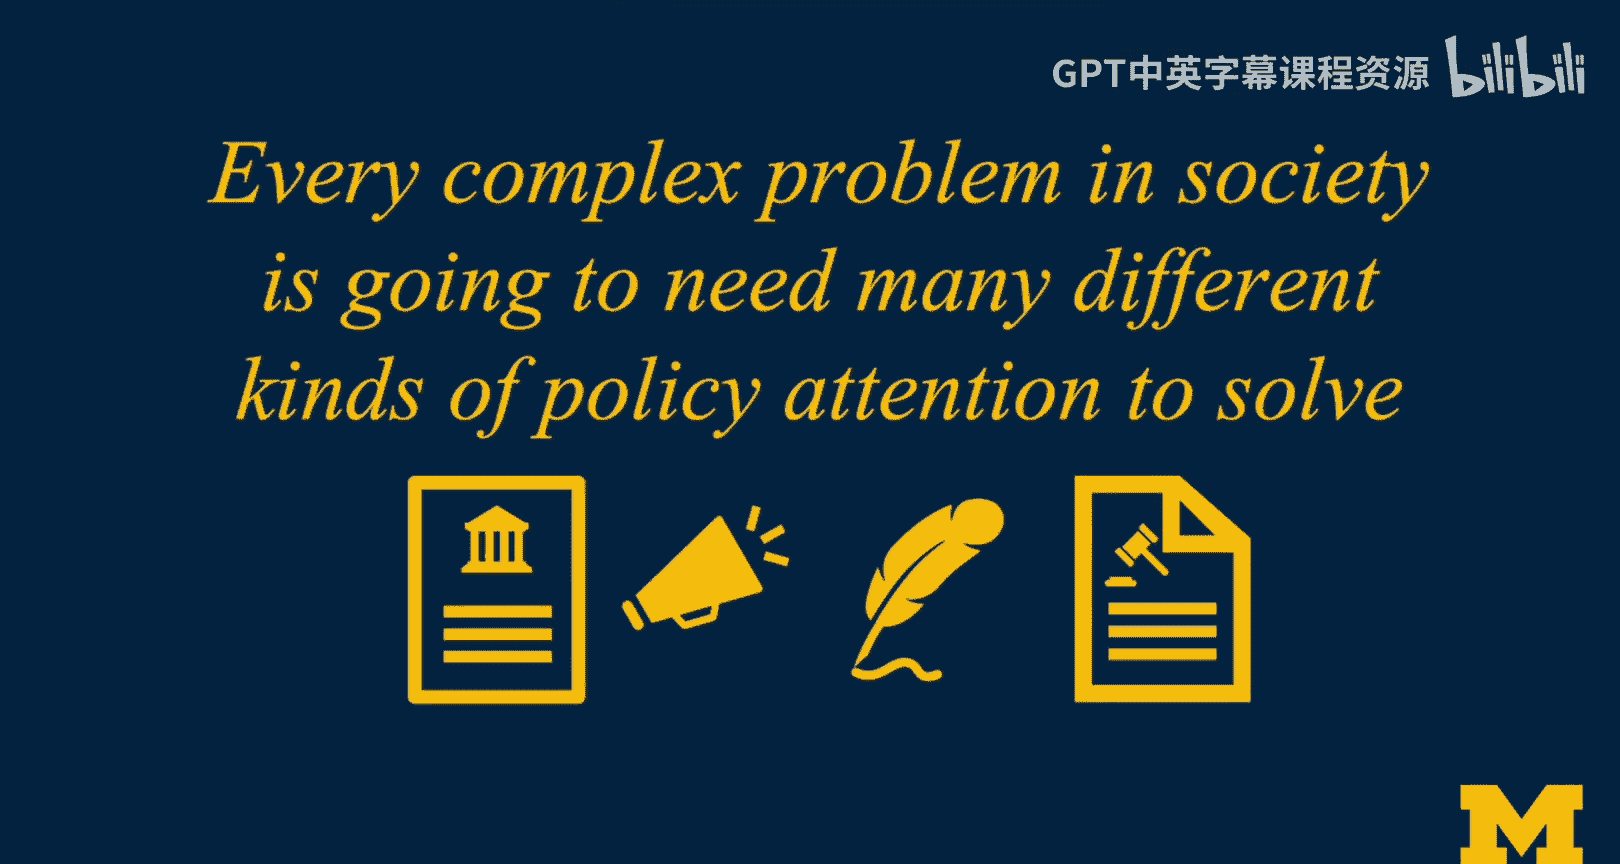 GPT中英字幕课程资源 bilibili
Every complex problem in society
is going to need many different
kinds of policy attention to solve
M